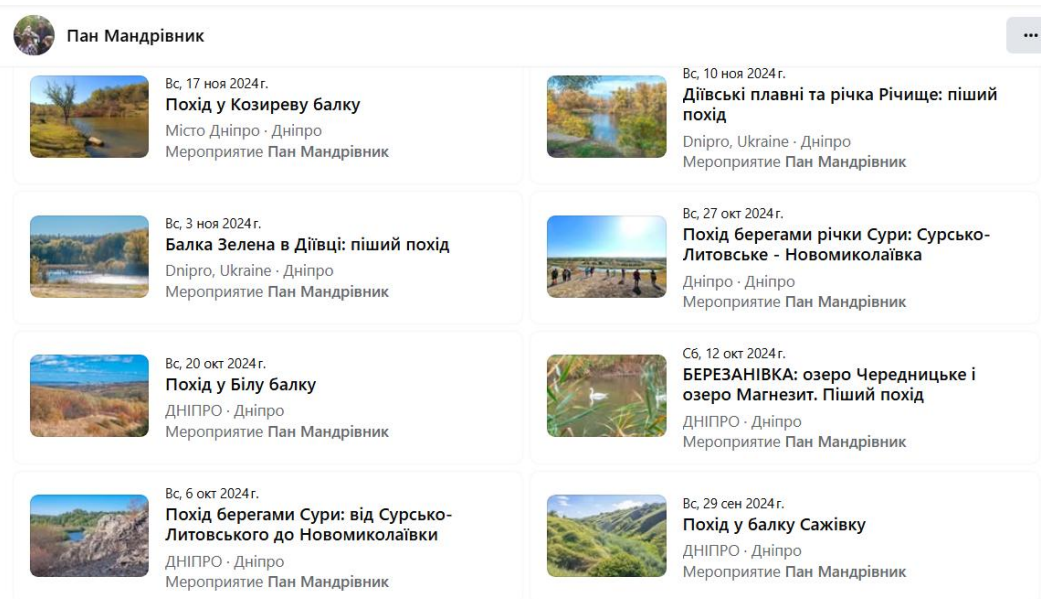 Пан Мандрівник
...
Вс, 17 ноя 2024 г.
Похід у Козиреву балку
Місто Дніпро · Дніпро
Мероприятие Пан Мандрівник
Вс, 10 ноя 2024 г.
Діївські плавні та річка Річище: піший
похід
Dnipro, Ukraine · Дніпро
Мероприятие Пан Мандрівник
Вс, 3 ноя 2024 г.
Балка Зелена в Діївці: піший похід
Dnipro, Ukraine · Дніпро
Мероприятие Пан Мандрівник
Вс, 27 окт 2024 г.
Похід берегами річки Сури: Сурсько-
Литовське - Новомиколаївка
Дніпро · Дніпро
Мероприятие Пан Мандрівник
Вс, 20 окт 2024 г.
Похід у Білу балку
ДНІПРО · Дніпро
Мероприятие Пан Мандрівник
Сб, 12 окт 2024 г.
БЕРЕЗАНІВКА: озеро Чередницьке і
озеро Магнезит. Піший похід
ДНІПРО · Дніпро
Мероприятие Пан Мандрівник
Вс, 6 окт 2024 г.
Похід берегами Сури: від Сурсько-
Литовського до Новомиколаївки
ДНІПРО · Дніпро
Мероприятие Пан Мандрівник
Вс, 29 сен 2024 г.
Похід у балку Сажівку
ДНІПРО · Дніпро
Мероприятие Пан Мандрівник